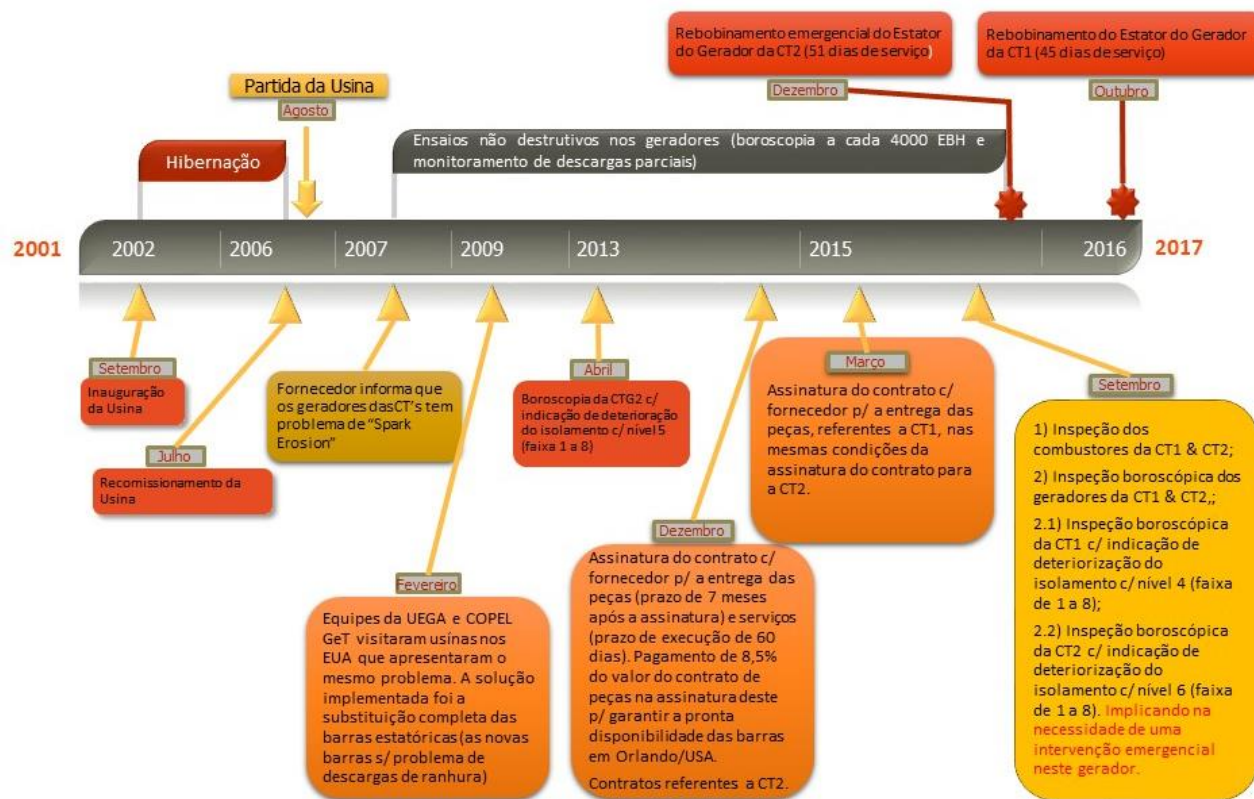 Rebobinamento emergencial do Estator
do Gerador da CT2 (51 dias de serviço)
Dezembro
Rebobinamento do Estator do Gerador
da CT1 (45 dias de serviço)
Outubro
Partida da Usina
Agosto
Hibernação
Ensaios não destrutivos nos geradores (boroscopia a cada 4000 EBH e
monitoramento de descargas parciais)
2001
2002
2006
2007
2009
2013
2015
2016
2017
Setembro
Inauguração
da Usina
Julho
Recomissionamento da
Usina
Fornecedor informa que
os geradores dasCT's tem
problema de "Spark
Erosion"
Fevereiro
Equipes da UEGA e COPEL
GeT visitaram usínas nos
EUA que apresentaram o
mesmo problema. A solução
implementada foi a
substituição completa das
barras estatóricas (as novas
barras s/ problema de
descargas de ranhura)
Abril
Boroscopia da CTG2 c/
indicação de deterioração
do isolamento c/ nível 5
(faixa 1 a 8)
Dezembro
Assinatura do contrato c/
fornecedor p/ a entrega das
peças (prazo de 7 meses
após a assinatura) e serviços
(prazo de execução de 60
dias). Pagamento de 8,5%
do valor do contrato de
peças na assinatura deste
p/ garantir a pronta
disponibilidade das barras
em Orlando/USA.
Contratos referentes a CT2.
Março
Assinatura do contrato c/
fornecedor p/ a entrega das
peças, referentes a CT1, nas
mesmas condições da
assinatura do contrato para
a CT2.
Setembro
1) Inspeção dos
combustores da CT1 & CT2;
2) Inspeção boroscópica dos
geradores da CT1 & CT2,;
2.1) Inspeção boroscópica
da CT1 c/ indicação de
deteriorização do
isolamento c/ nível 4 (faixa
de 1 a 8);
2.2) Inspeção boroscópica
da CT2 c/ indicação de
deteriorização do
isolamento c/ nível 6 (faixa
de 1 a 8). Implicando na
necessidade de uma
intervenção emergencial
neste gerador.